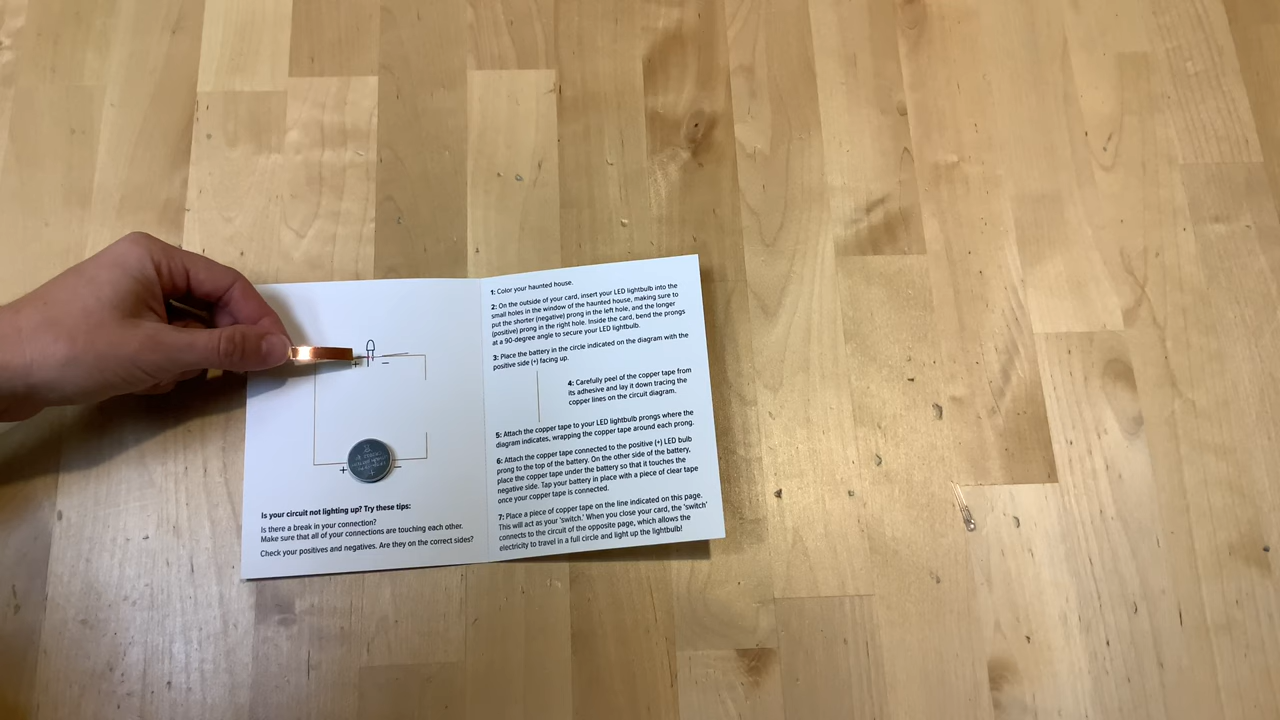 + −
+ −
Is your circuit not lighting up? Try these tips:
Is there a break in your connection?
Make sure that all of your connections are touching each other.
Check your positives and negatives. Are they on the correct sides?
1: Color your haunted house.
2: On the outside of your card, insert your LED lightbulb into the
small holes in the window of the haunted house, making sure to
put the shorter (negative) prong in the left hole, and the longer
(positive) prong in the right hole. Inside the card, bend the prongs
at a 90-degree angle to secure your LED lightbulb.
3: Place the battery in the circle indicated on the diagram with the
positive side (+) facing up.
4: Carefully peel of the copper tape from
its adhesive and lay it down tracing the
copper lines on the circuit diagram.
5: Attach the copper tape to your LED lightbulb prongs where the
diagram indicates, wrapping the copper tape around each prong.
6: Attach the copper tape connected to the positive (+) LED bulb
prong to the top of the battery. On the other side of the battery,
place the copper tape under the battery so that it touches the
negative side. Tap your battery in place with a piece of clear tape
once your copper tape is connected.
7: Place a piece of copper tape on the line indicated on this page.
This will act as your 'switch.' When you close your card, the 'switch'
connects to the circuit of the opposite page, which allows the
electricity to travel in a full circle and light up the lightbulb!